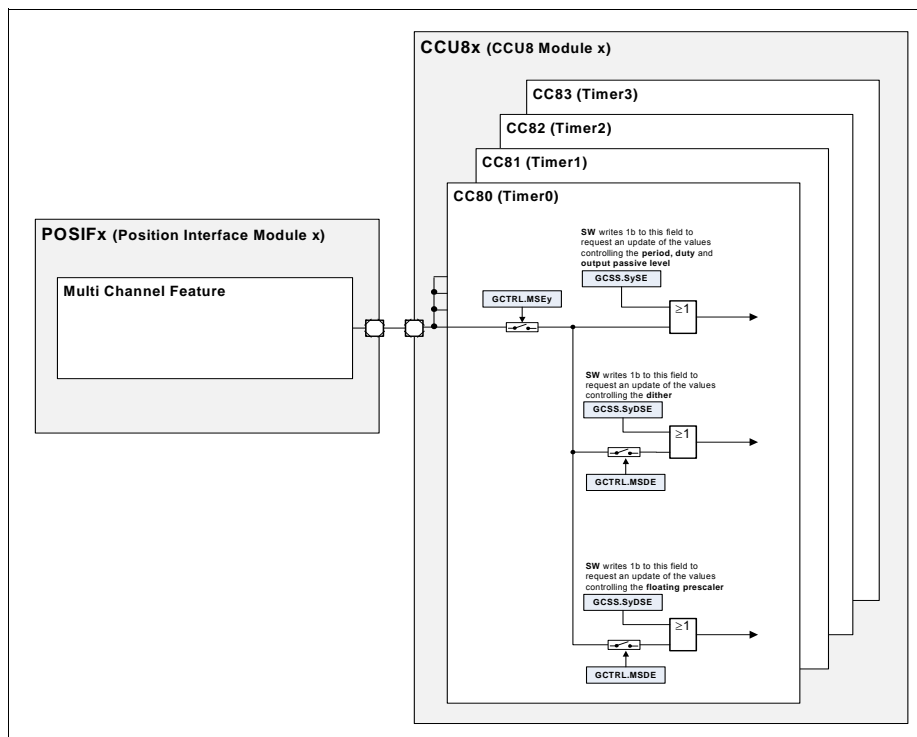 CCU8x (CCU8 Module x)
CC83 (Timer3)
CC82 (Timer2)
CC81 (Timer1)
CC80 (Timer0)
POSIFx (Position Interface Module x)
Multi Channel Feature
SW writes 1b to this field to
request an update of the values
controlling the period, duty and
output passive level
GCSS.SySE
GCTRL.MSEy
≥1
SW writes 1b to this field to
request an update of the values
controlling the dither
GCSS.SyDSE
≥1
GCTRL.MSDE
SW writes 1b to this field to
request an update of the values
controlling the floating prescaler
GCSS.SyDSE
≥1
GCTRL.MSDE